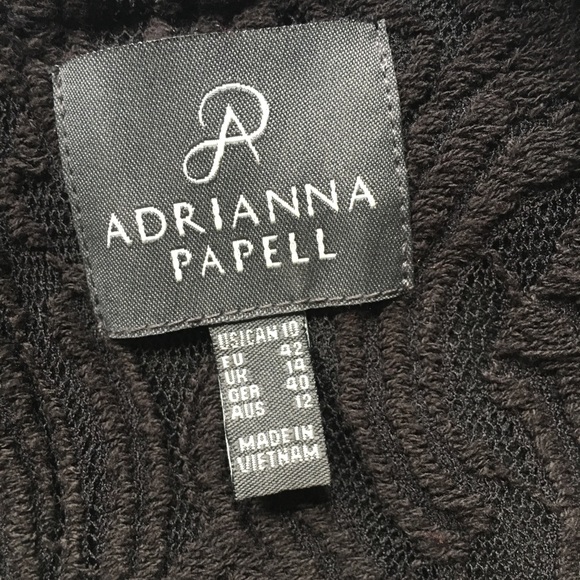 ADRIANNA
PAPELL
US|CAN 10
EU 42
UK 14
GER 40
AUS 12
MADE IN
VIETNAM